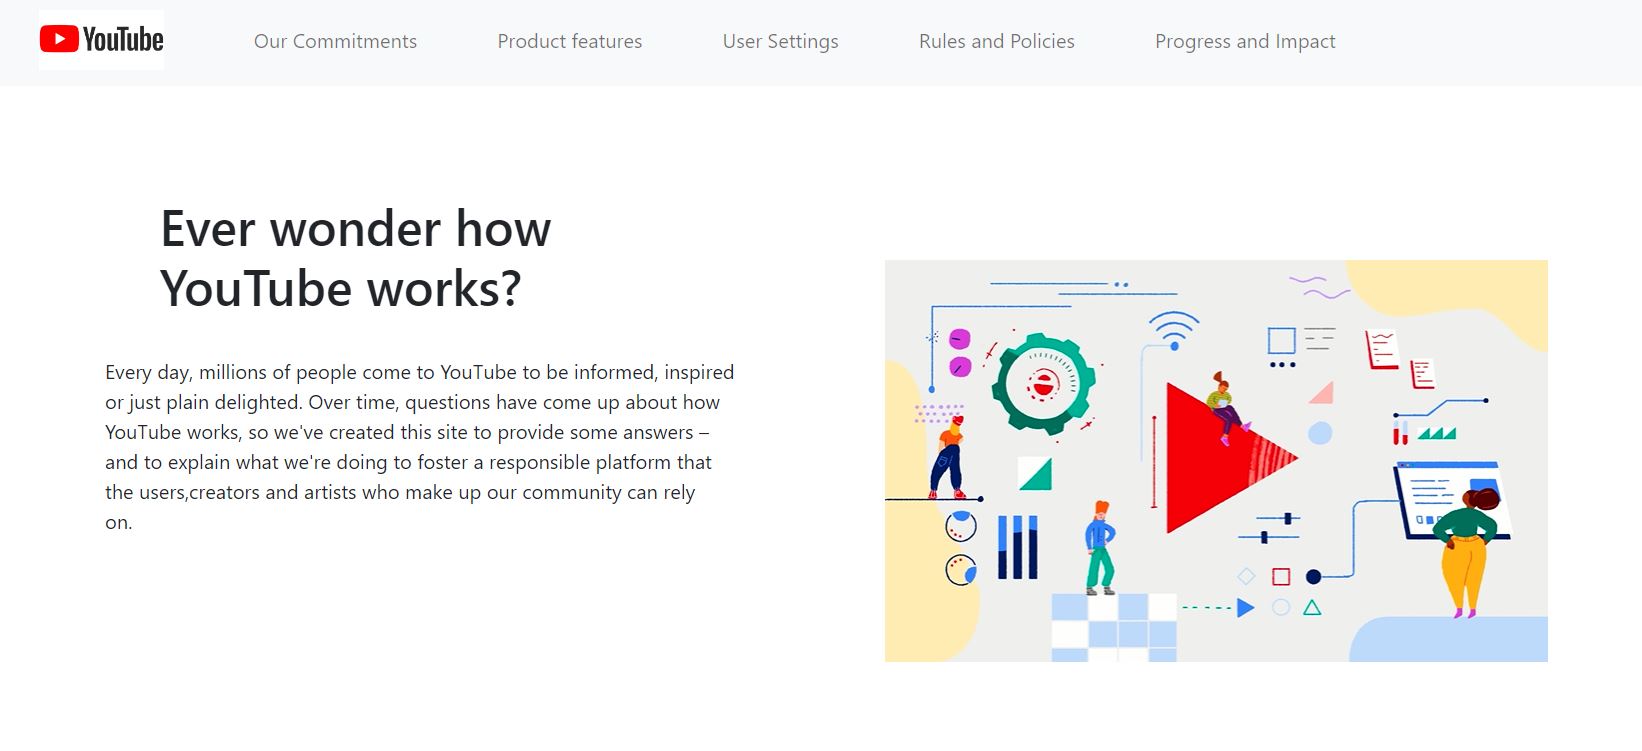 YouTube Our Commitments Product features User Settings Rules and Policies Progress and Impact
Ever wonder how
YouTube works?
Every day, millions of people come to YouTube to be informed, inspired
or just plain delighted. Over time, questions have come up about how
YouTube works, so we've created this site to provide some answers –
and to explain what we're doing to foster a responsible platform that
the users,creators and artists who make up our community can rely
on.